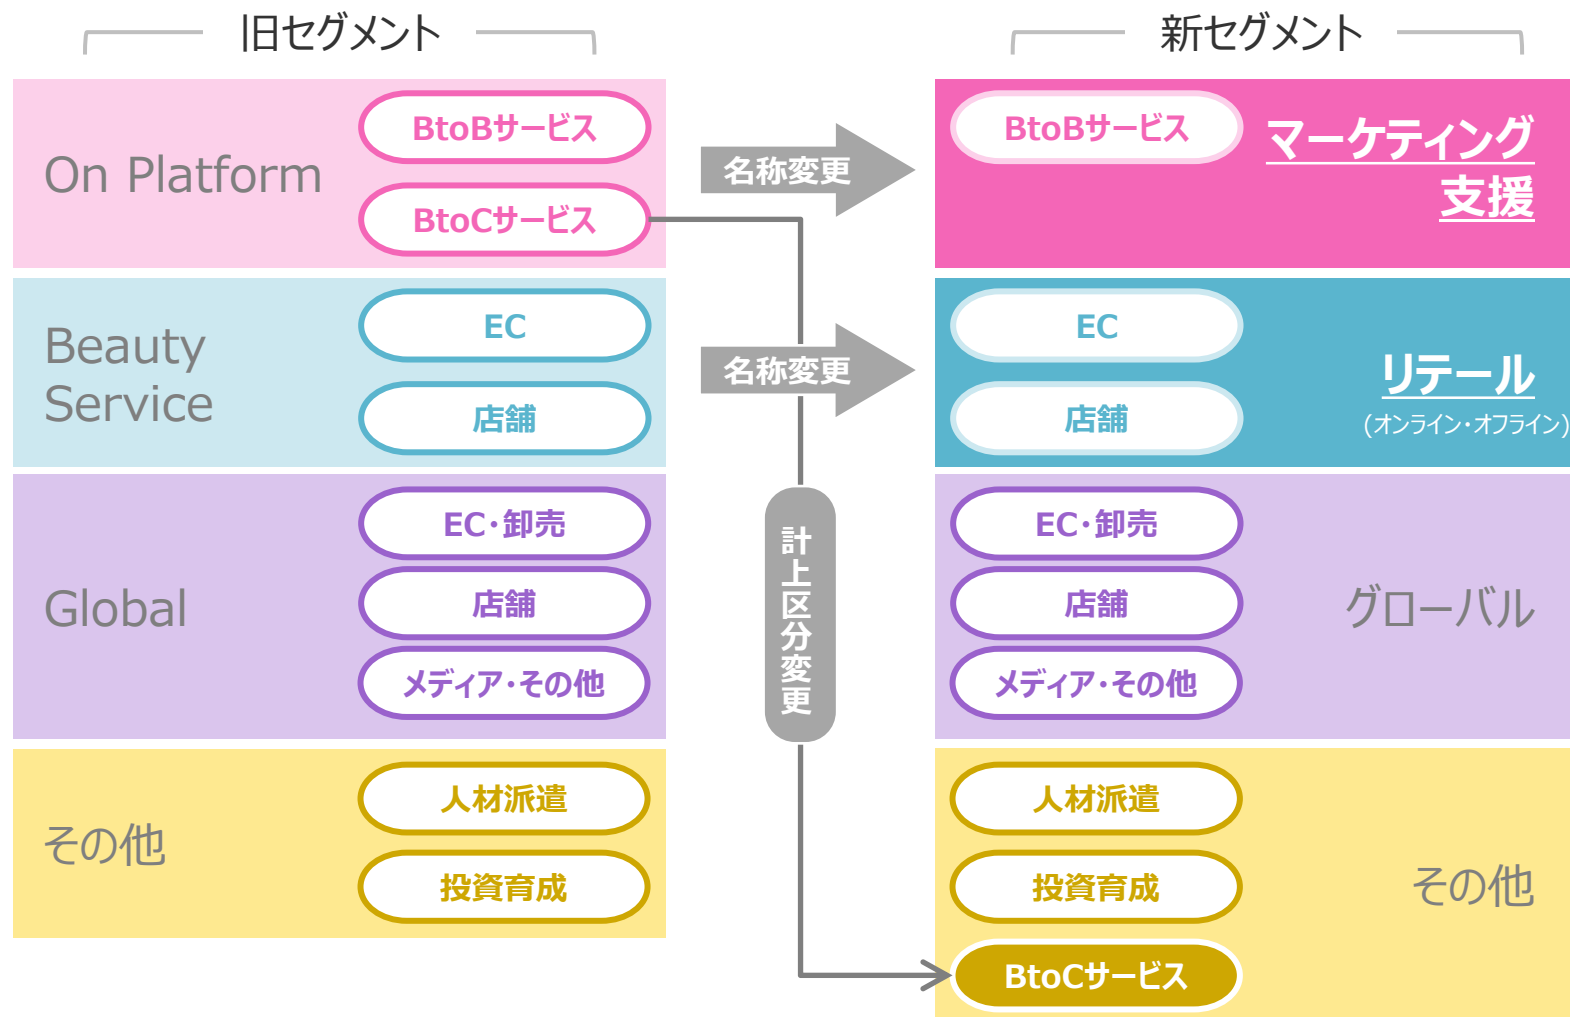 旧セグメント
新セグメント
On Platform
BtoBサービス
BtoCサービス
名称変更
BtoBサービス
マーケティング
支援
Beauty
Service
EC
店舗
名称変更
EC
店舗
リテール
(オンライン・オフライン)
Global
EC・卸売
店舗
メディア・その他
計上区分変更
EC・卸売
店舗
メディア・その他
グローバル
その他
人材派遣
投資育成
人材派遣
投資育成
BtoCサービス
その他